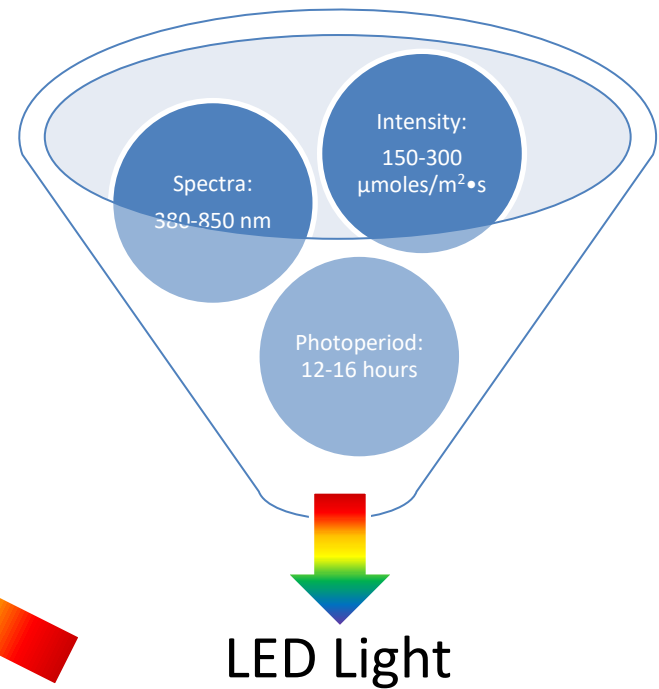 Intensity:
150-300
μmoles/m²•s
Spectra:
380-850 nm
Photoperiod:
12-16 hours
LED Light